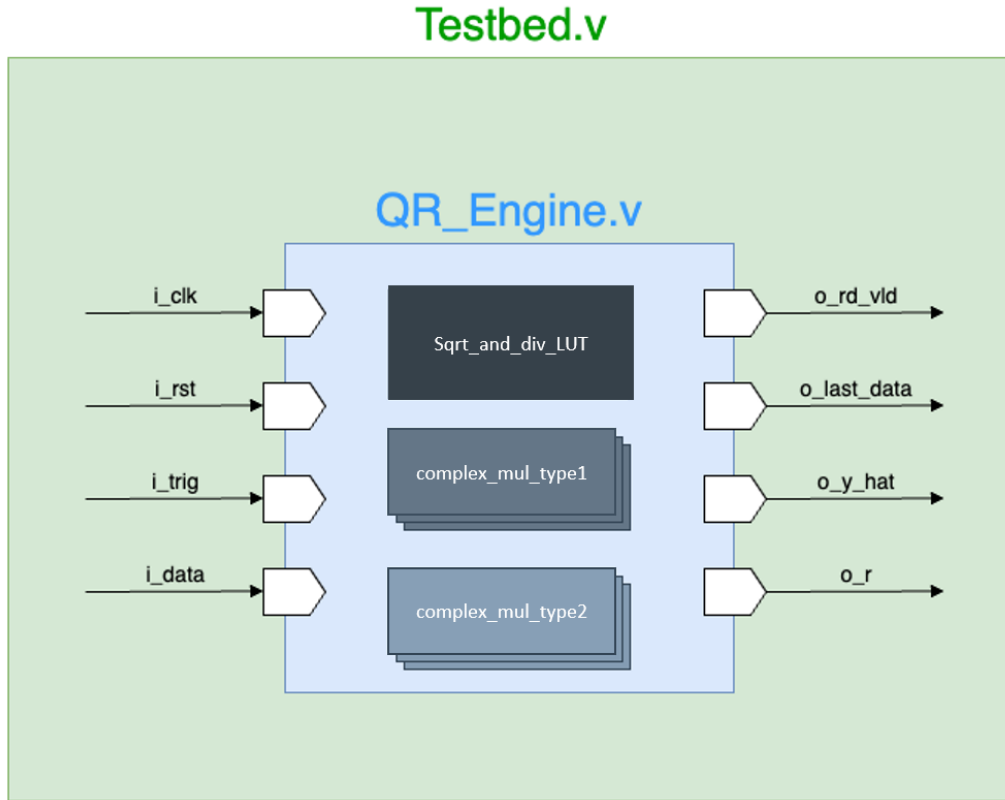 Testbed.v
QR_Engine.v
i_clk
o_rd_vld
Sqrt_and_div_LUT
i_rst
o_last_data
complex_mul_type1
i_trig
o_y_hat
i_data
o_r
complex_mul_type2